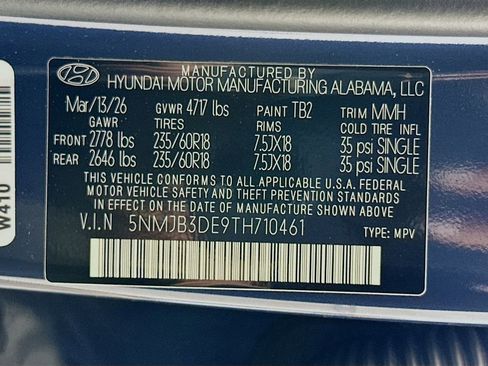 MANUFACTURED BY
HYUNDAI MOTOR MANUFACTURING ALABAMA, LLC
Mar/13/26 GVWR 4717 lbs PAINT TB2 TRIM MMH
GAWR TIRES RIMS COLD TIRE INFL
FRONT 2778 lbs 235/60R18 7.5JX18 35 psi SINGLE
REAR 2646 lbs 235/60R18 7.5JX18 35 psi SINGLE
THIS VEHICLE CONFORMS TO ALL APPLICABLE U.S.A. FEDERAL
MOTOR VEHICLE SAFETY, BUMPER, AND THEFT PREVENTION STANDARDS
IN EFFECT ON THE DATE OF MANUFACTURE SHOWN ABOVE
V.I.N 5NMJB3DE9TH710461 TYPE: MPV
W410